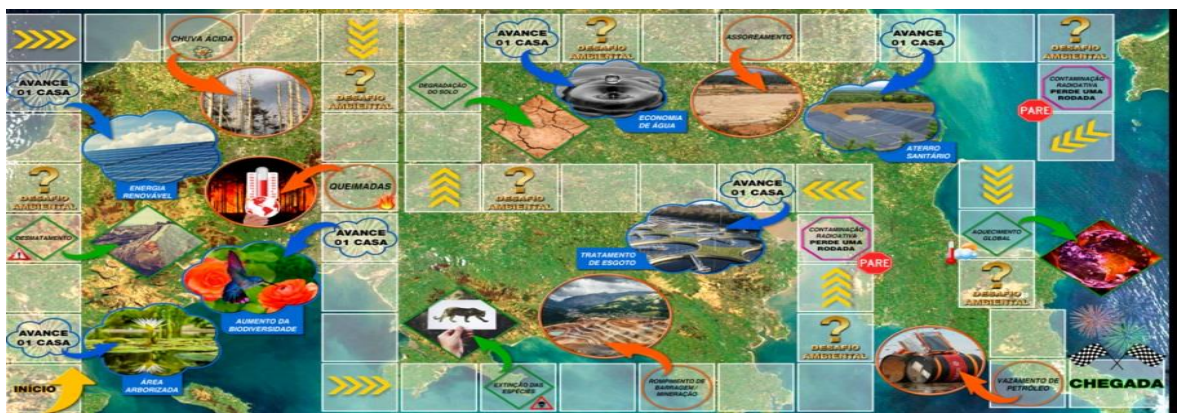 CHUVA ÁCIDA
AVANCE
01 CASA
?
DESAFIO
AMBIENTAL
ASSOREAMENTO
AVANCE
01 CASA
?
DESAFIO
AMBIENTAL
AVANCE
01 CASA
?
DESAFIO
AMBIENTAL
DEGRADAÇÃO
DO SOLO
ECONOMIA
DE ÁGUA
CONTAMINAÇÃO
RADIOATIVA
PERDE UMA
RODADA
PARE
ATERRO
SANITÁRIO
ENERGIA
RENOVÁVEL
?
DESAFIO
AMBIENTAL
QUEIMADAS
?
DESAFIO
AMBIENTAL
AVANCE
01 CASA
DESMATAMENTO
AVANCE
01 CASA
TRATAMENTO
DE ESGOTO
CONTAMINAÇÃO
RADIOATIVA
PERDE UMA
RODADA
PARE
AQUECIMENTO
GLOBAL
?
DESAFIO
AMBIENTAL
AUMENTO DA
BIODIVERSIDADE
AVANCE
01 CASA
?
DESAFIO
AMBIENTAL
INÍCIO
ÁREA
ARBORIZADA
EXTINÇÃO DAS
ESPÉCIES
ROMPIMENTO DE
BARRAGEM/
MINERAÇÃO
VAZAMENTO DE
PETRÓLEO
CHEGADA